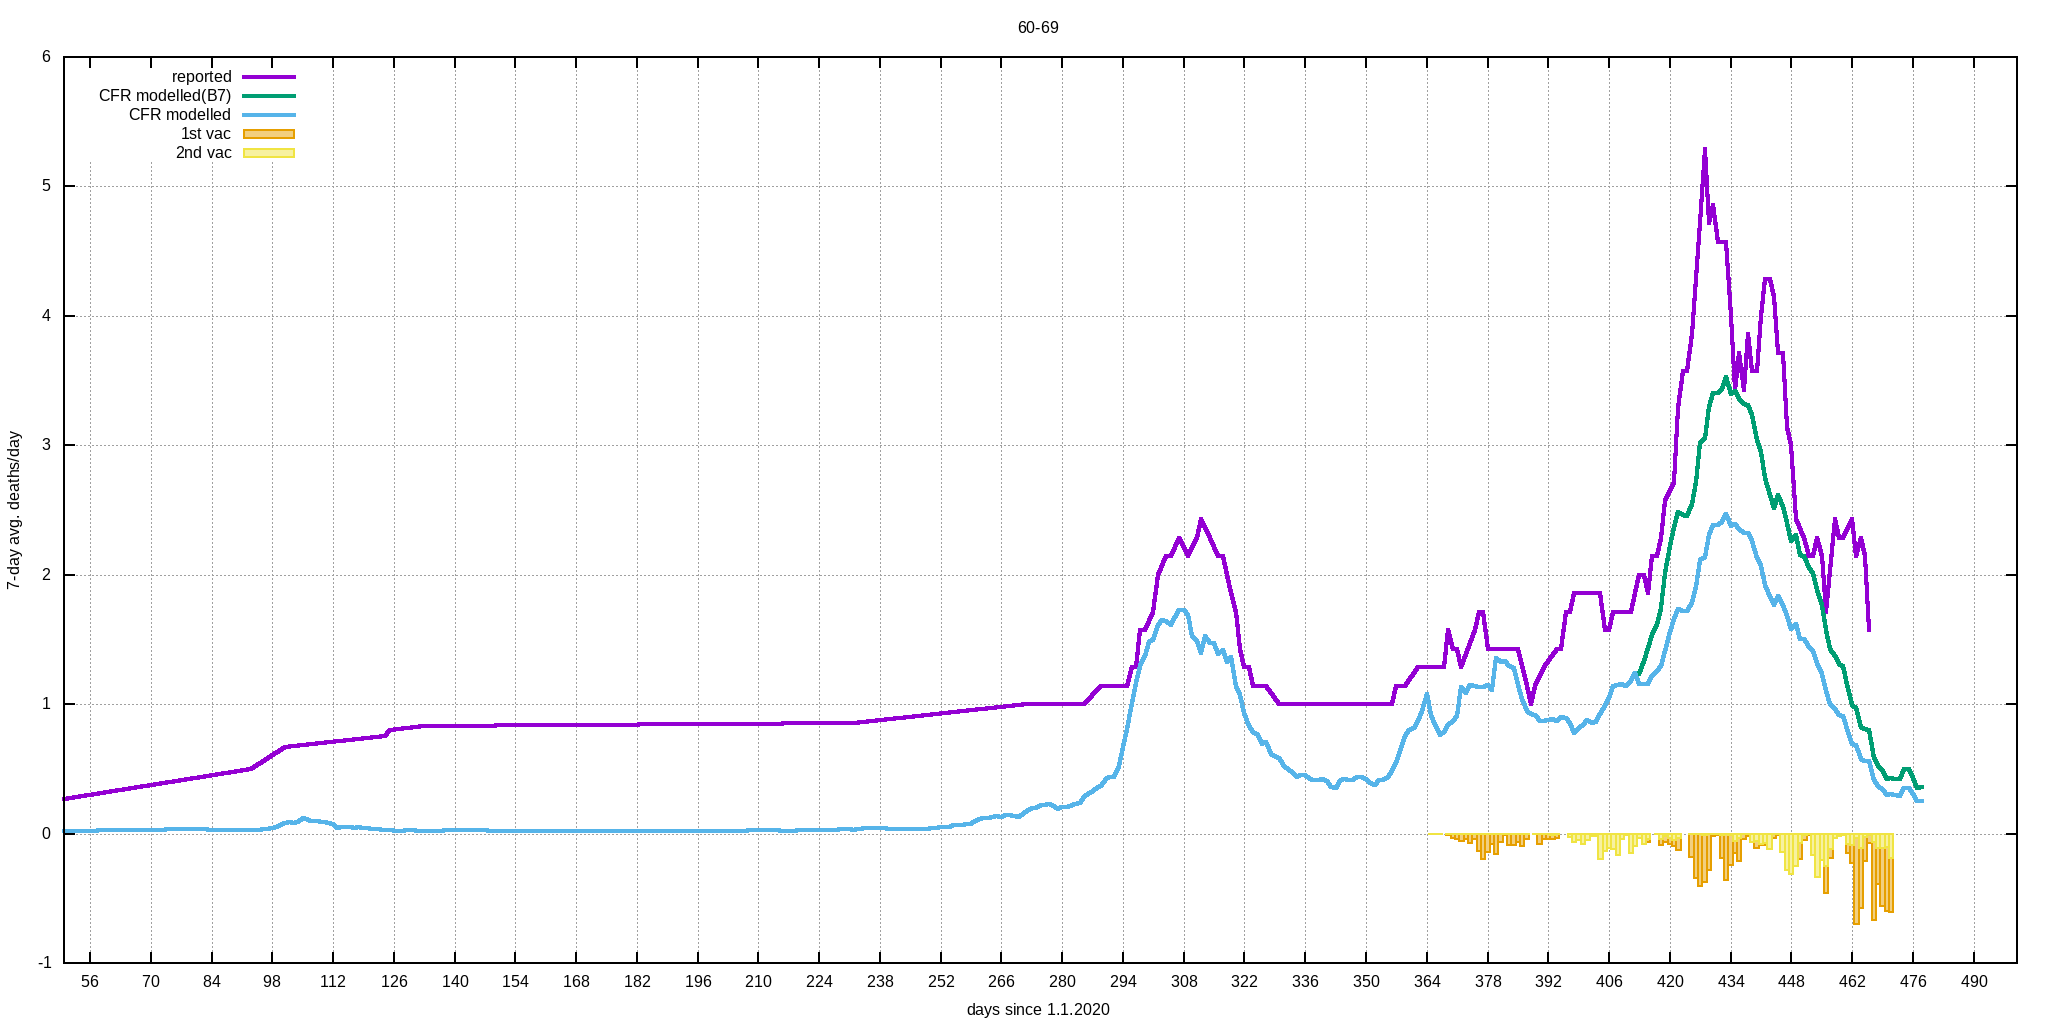 60-69
6
5
4
3
2
1
0
-1
7-day avg. deaths/day
reported
CFR modelled(B7)
CFR modelled
1st vac
2nd vac
56 70 84 98 112 126 140 154 168 182 196 210 224 238 252 266 280 294 308 322 336 350 364 378 392 406 420 434 448 462 476 490
days since 1.1.2020